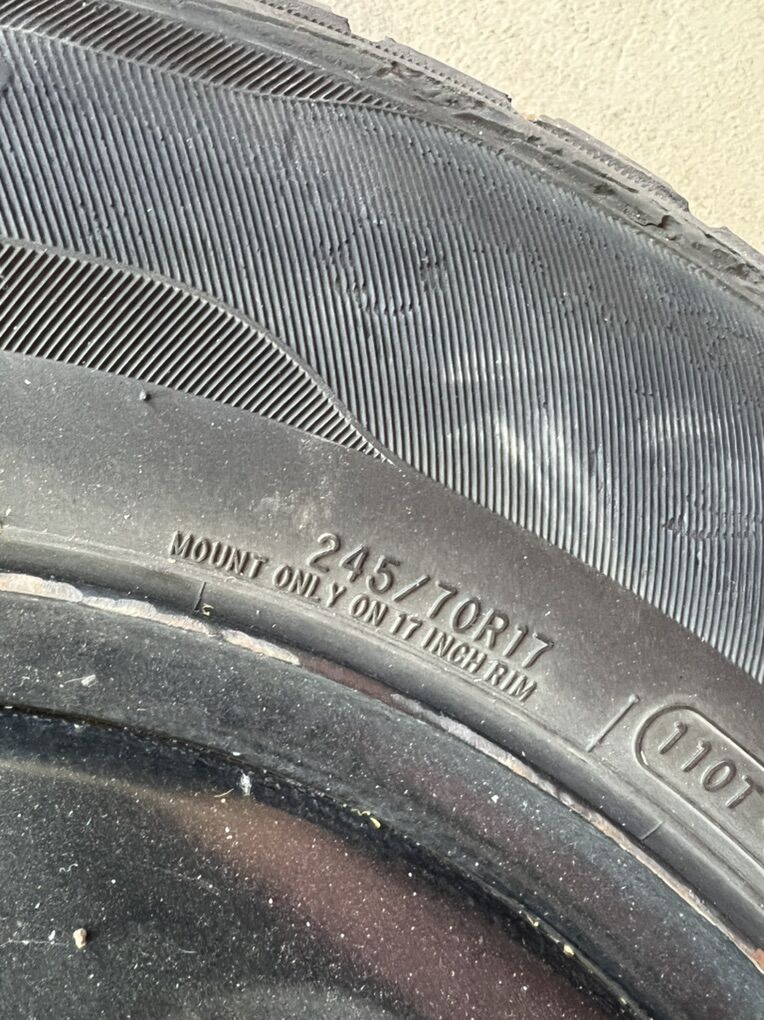 245/70R17
MOUNT ONLY ON 17 INCH RIM
110T